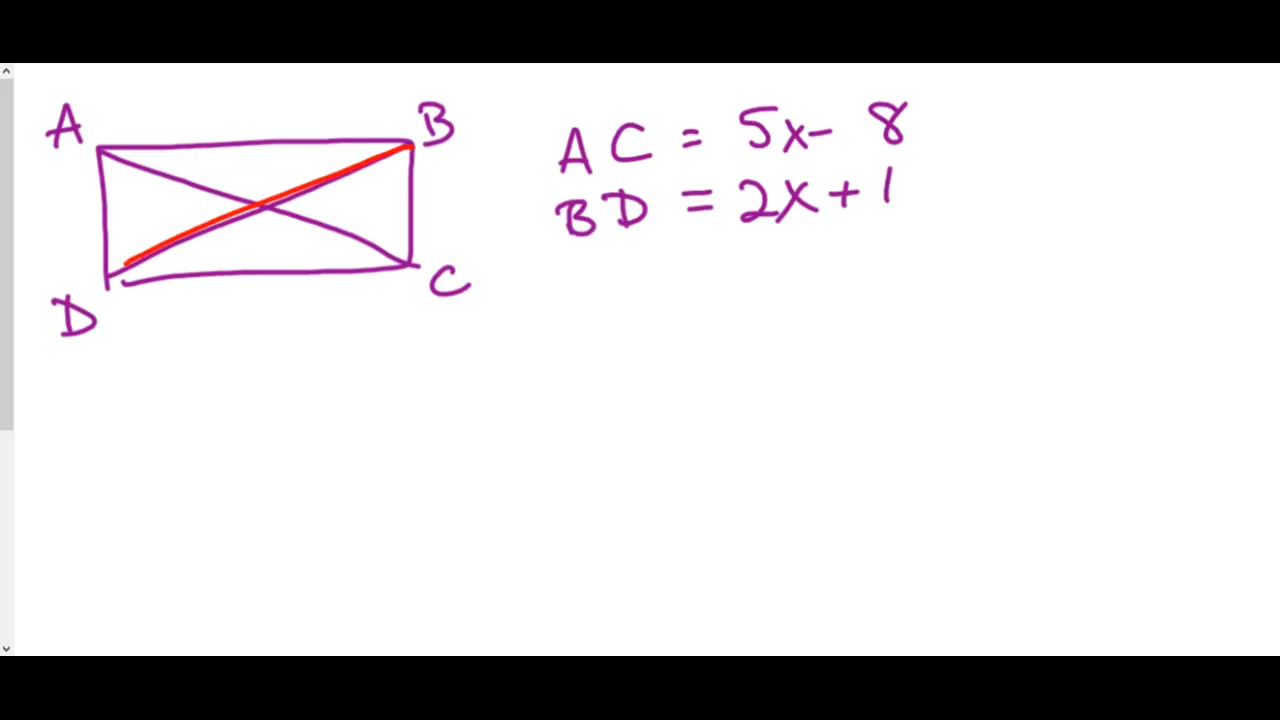 A
B
AC = 5x - 8
BD = 2x + 1
D
C